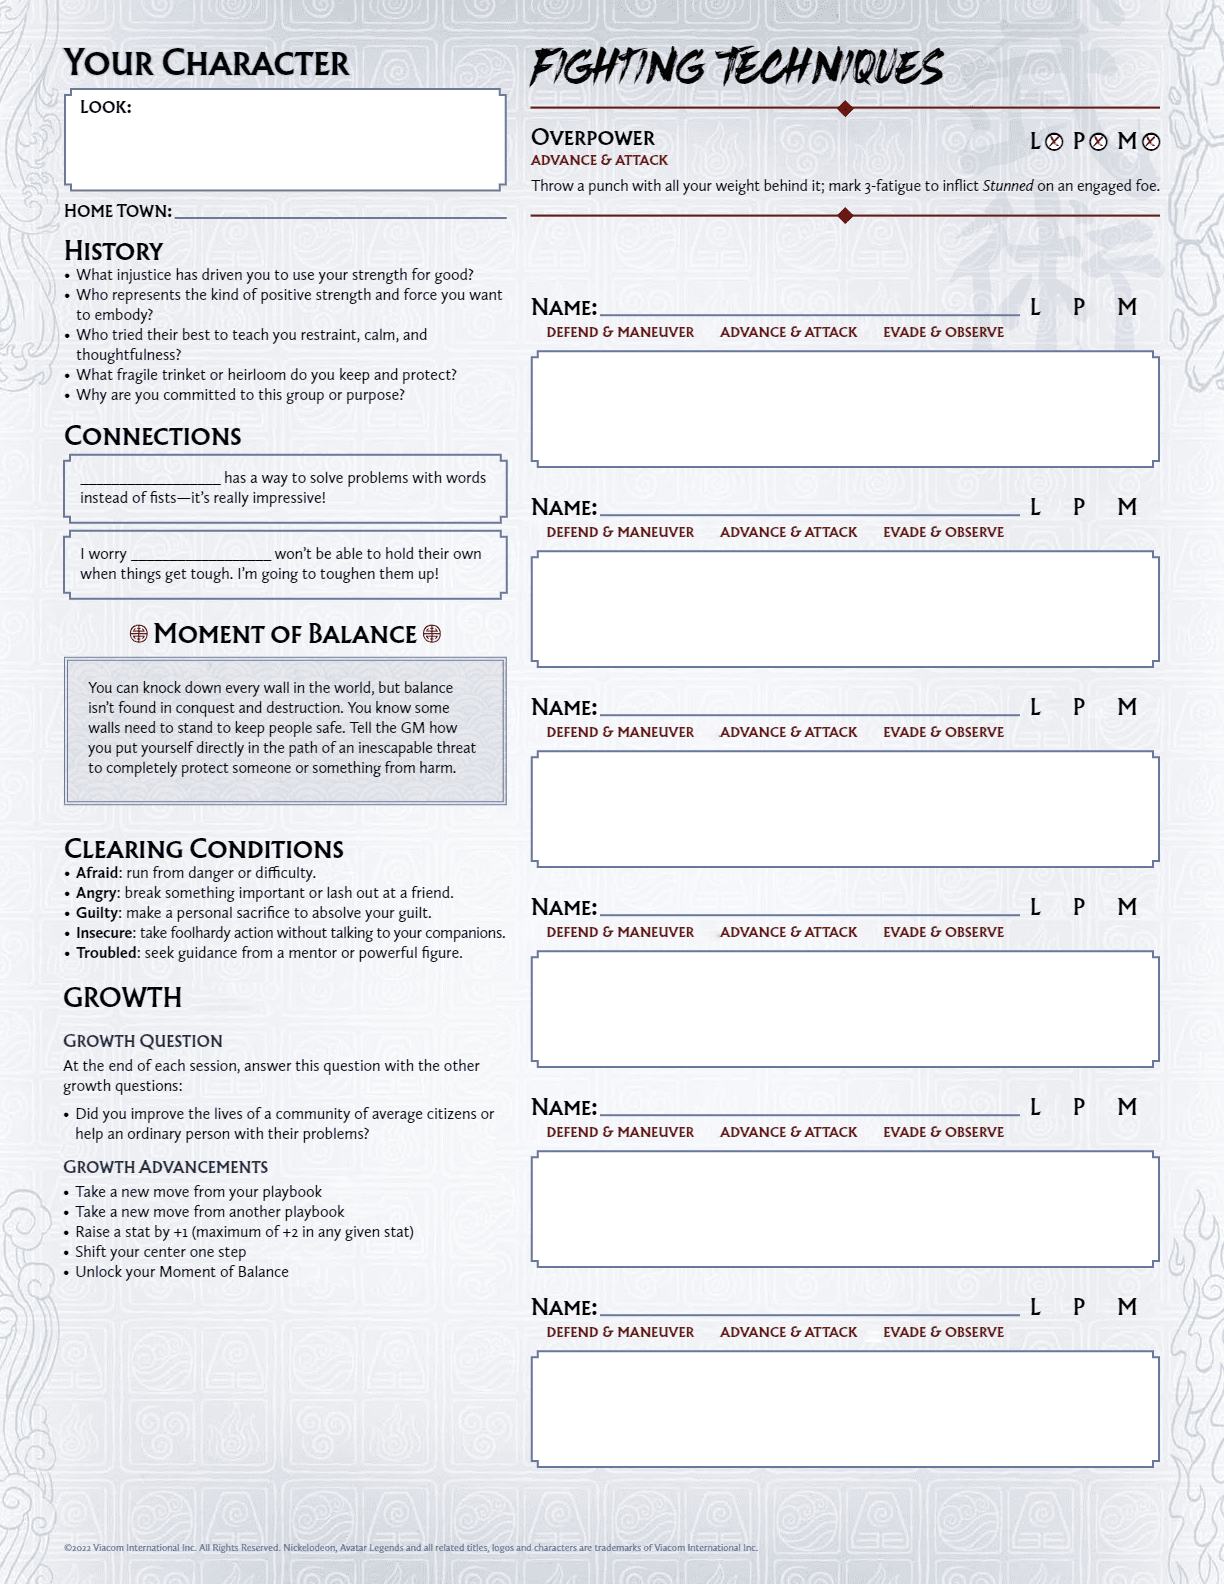 Your Character
Look:
Home Town:
History
• What injustice has driven you to use your strength for good?
• Who represents the kind of positive strength and force you want
to embody?
• Who tried their best to teach you restraint, calm, and
thoughtfulness?
• What fragile trinket or heirloom do you keep and protect?
• Why are you committed to this group or purpose?
Connections
__________________ has a way to solve problems with words
instead of fists—it's really impressive!
I worry __________________ won't be able to hold their own
when things get tough. I'm going to toughen them up!
Moment of Balance
You can knock down every wall in the world, but balance
isn't found in conquest and destruction. You know some
walls need to stand to keep people safe. Tell the GM how
you put yourself directly in the path of an inescapable threat
to completely protect someone or something from harm.
Clearing Conditions
• Afraid: run from danger or difficulty.
• Angry: break something important or lash out at a friend.
• Guilty: make a personal sacrifice to absolve your guilt.
• Insecure: take foolhardy action without talking to your companions.
• Troubled: seek guidance from a mentor or powerful figure.
GROWTH
Growth Question
At the end of each session, answer this question with the other
growth questions:
• Did you improve the lives of a community of average citizens or
help an ordinary person with their problems?
Growth Advancements
• Take a new move from your playbook
• Take a new move from another playbook
• Raise a stat by +1 (maximum of +2 in any given stat)
• Shift your center one step
• Unlock your Moment of Balance
FIGHTING TECHNIQUES
武術
Overpower L P M
ADVANCE & ATTACK
Throw a punch with all your weight behind it; mark 3-fatigue to inflict Stunned on an engaged foe.
Name: L P M
DEFEND & MANEUVER ADVANCE & ATTACK EVADE & OBSERVE
Name: L P M
DEFEND & MANEUVER ADVANCE & ATTACK EVADE & OBSERVE
Name: L P M
DEFEND & MANEUVER ADVANCE & ATTACK EVADE & OBSERVE
Name: L P M
DEFEND & MANEUVER ADVANCE & ATTACK EVADE & OBSERVE
Name: L P M
DEFEND & MANEUVER ADVANCE & ATTACK EVADE & OBSERVE
Name: L P M
DEFEND & MANEUVER ADVANCE & ATTACK EVADE & OBSERVE
©2022 Viacom International Inc. All Rights Reserved. Nickelodeon, Avatar Legends and all related titles, logos and characters are trademarks of Viacom International Inc.